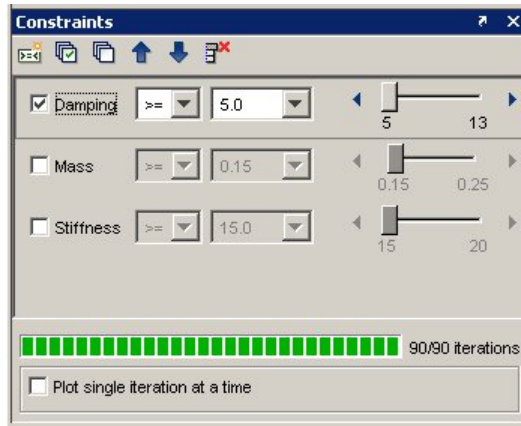 Constraints
Damping >= 5.0 5 13
Mass >= 0.15 0.15 0.25
Stiffness >= 15.0 15 20
90/90 iterations
Plot single iteration at a time